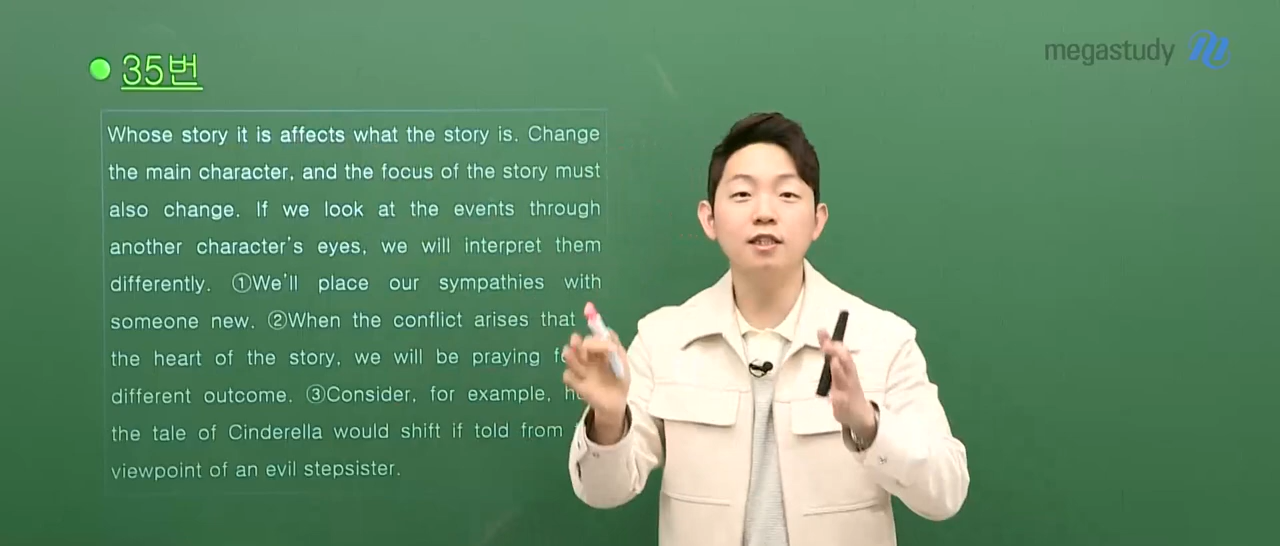 35번
megastudy
Whose story it is affects what the story is. Change
the main character, and the focus of the story must
also change. If we look at the events through
another character's eyes, we will interpret them
differently. ①We'll place our sympathies with
someone new. ②When the conflict arises that
the heart of the story, we will be praying
different outcome. ③Consider, for example,
the tale of Cinderella would shift if told from
viewpoint of an evil stepsister.